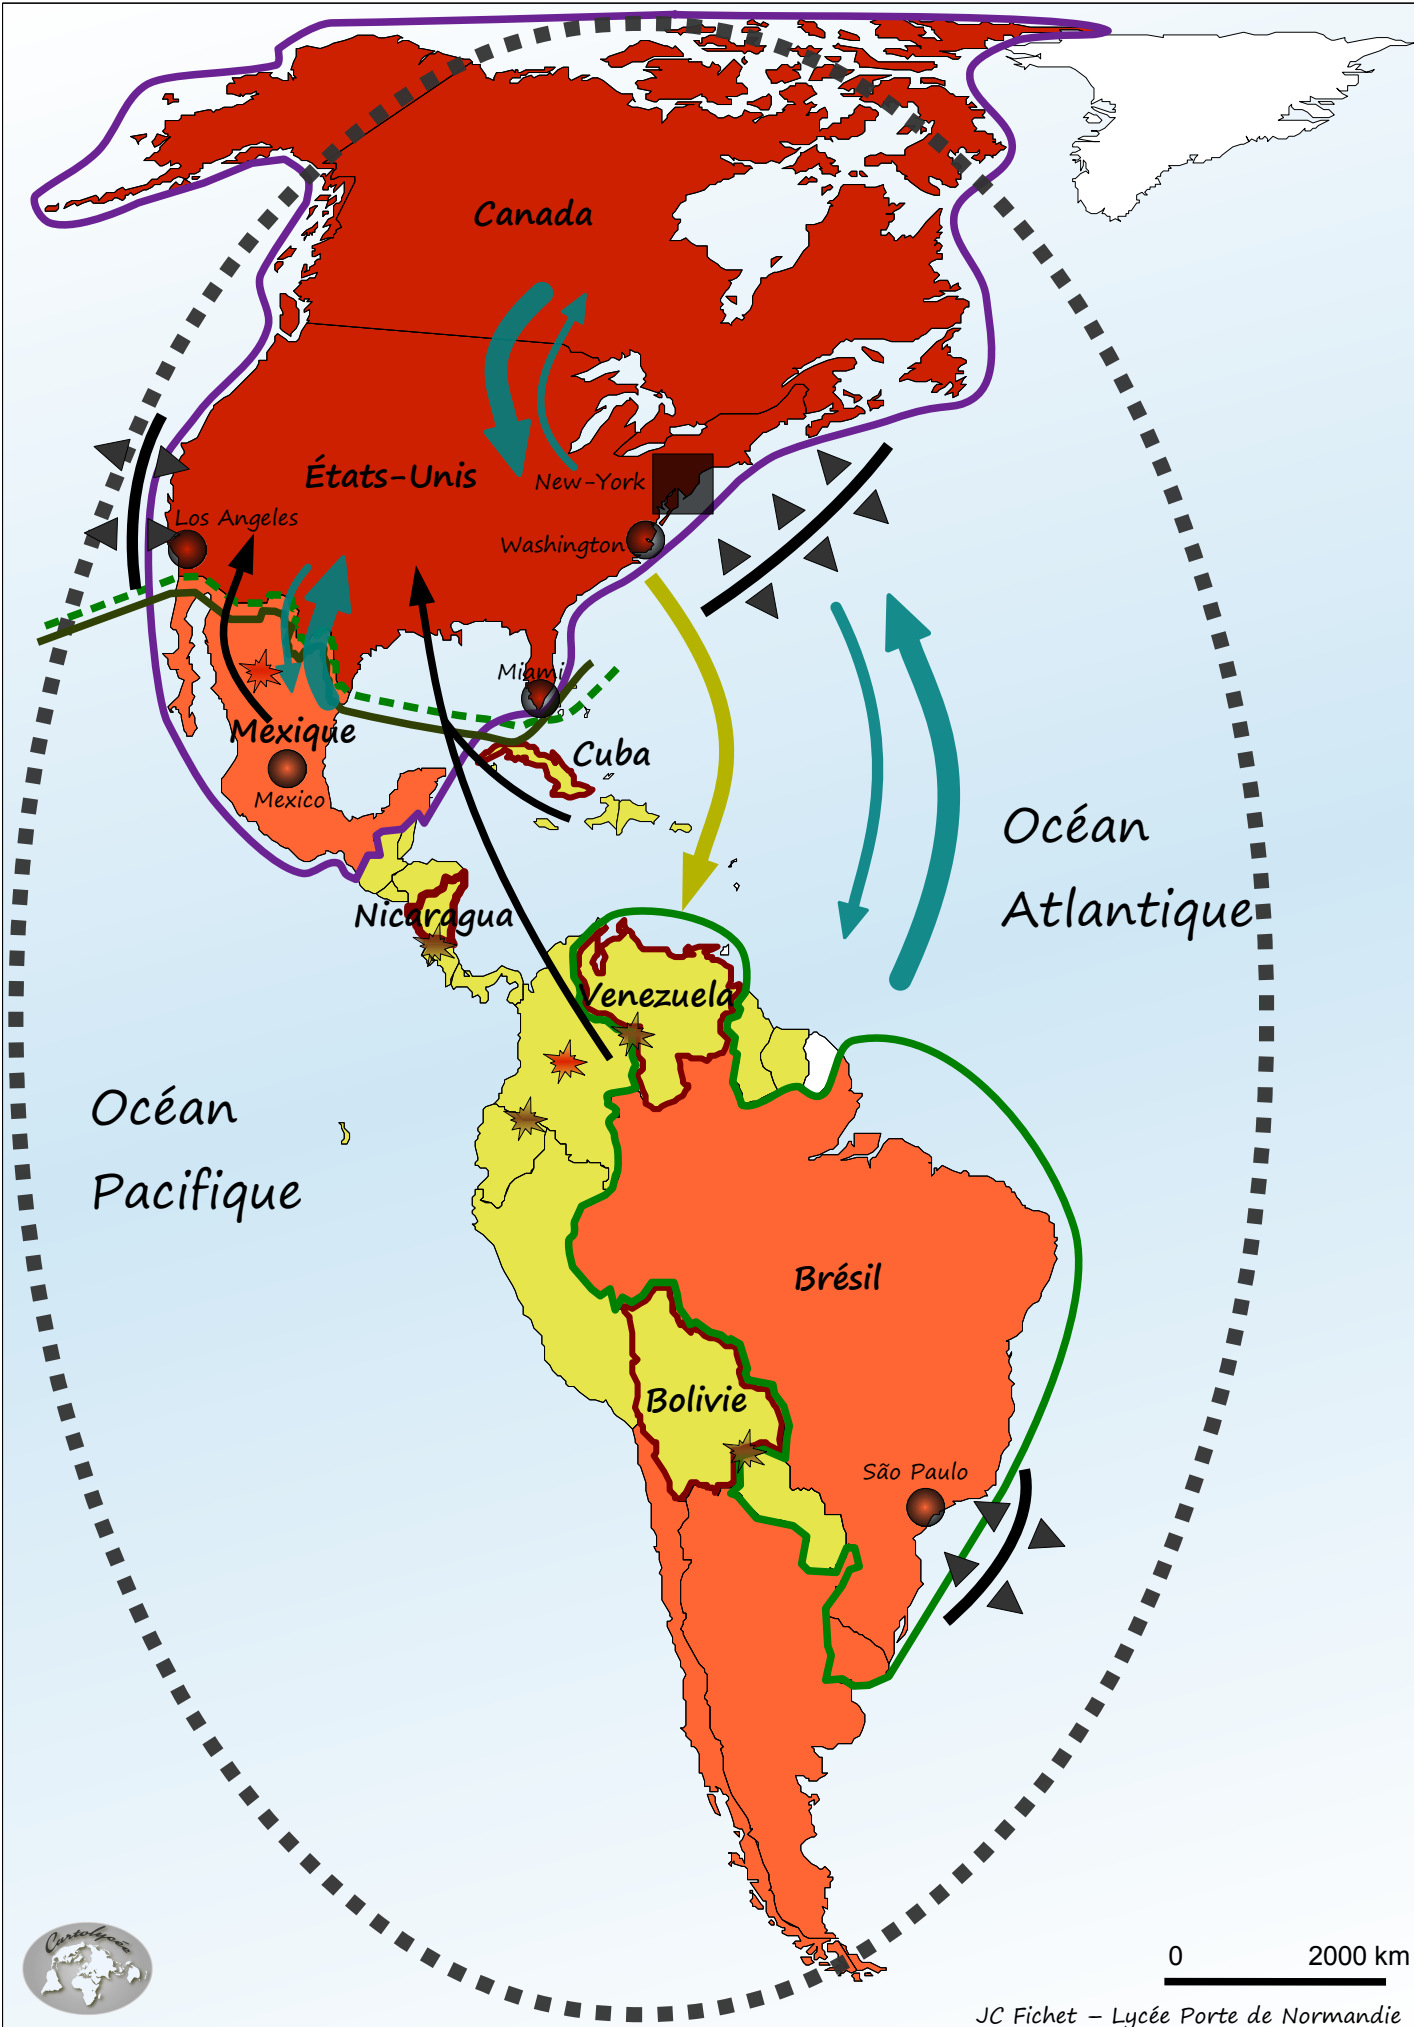 Canada
États-Unis
New-York
Los Angeles
Washington
Miami
Mexique
Cuba
Mexico
Océan
Atlantique
Nicaragua
Venezuela
Océan
Pacifique
Brésil
Bolivie
São Paulo
Cartolycée
0 2000 km
JC Fichet – Lycée Porte de Normandie